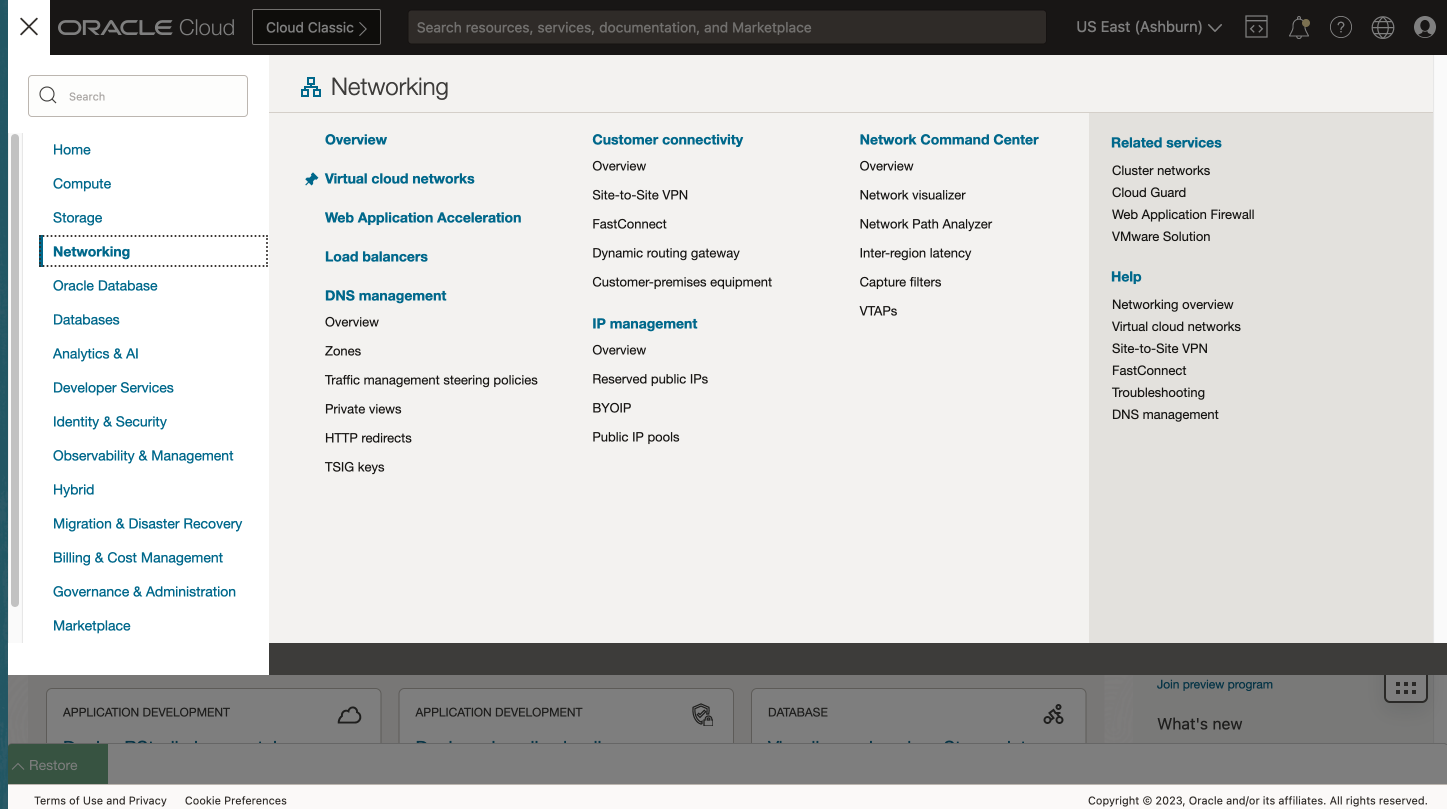 ORACLE Cloud
Cloud Classic
Search resources, services, documentation, and Marketplace
US East (Ashburn)
Search
Home
Compute
Storage
Networking
Oracle Database
Databases
Analytics & AI
Developer Services
Identity & Security
Observability & Management
Hybrid
Migration & Disaster Recovery
Billing & Cost Management
Governance & Administration
Marketplace
Networking
Overview
Virtual cloud networks
Web Application Acceleration
Load balancers
DNS management
Overview
Zones
Traffic management steering policies
Private views
HTTP redirects
TSIG keys
Customer connectivity
Overview
Site-to-Site VPN
FastConnect
Dynamic routing gateway
Customer-premises equipment
IP management
Overview
Reserved public IPs
BYOIP
Public IP pools
Network Command Center
Overview
Network visualizer
Network Path Analyzer
Inter-region latency
Capture filters
VTAPs
Related services
Cluster networks
Cloud Guard
Web Application Firewall
VMware Solution
Help
Networking overview
Virtual cloud networks
Site-to-Site VPN
FastConnect
Troubleshooting
DNS management
APPLICATION DEVELOPMENT
APPLICATION DEVELOPMENT
DATABASE
Join preview program
What's new
Restore
Terms of Use and Privacy
Cookie Preferences
Copyright © 2023, Oracle and/or its affiliates. All rights reserved.